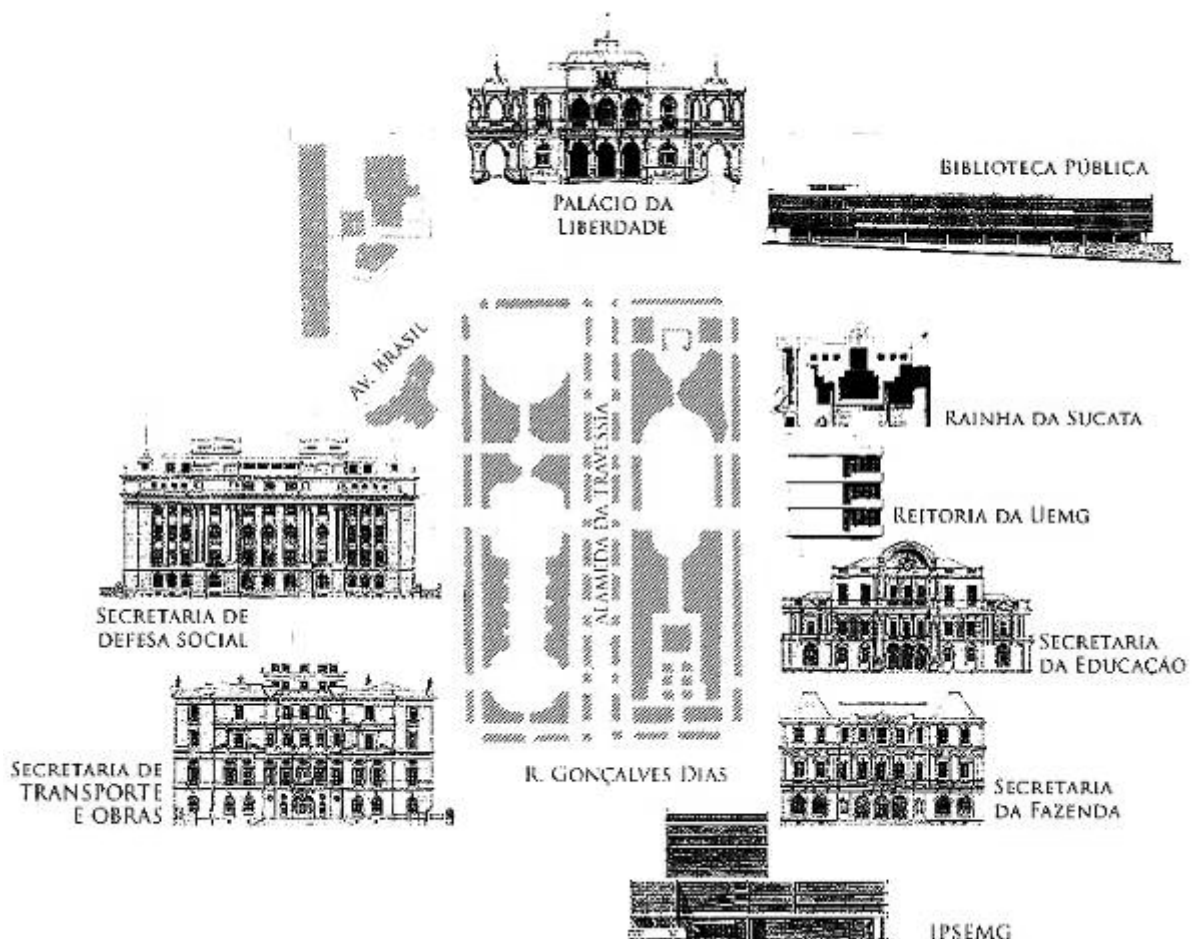 PALÁCIO DA
LIBERDADE
BIBLIOTECA PÚBLICA
AV. BRASIL
ALAMEDA DA TRAVESSIA
RAINHA DA SUCATA
REITORIA DA UEMG
SECRETARIA DE
DEFESA SOCIAL
SECRETARIA
DA EDUCAÇÃO
SECRETARIA DE
TRANSPORTE
E OBRAS
R. GONÇALVES DIAS
SECRETARIA
DA FAZENDA
IPSEMG